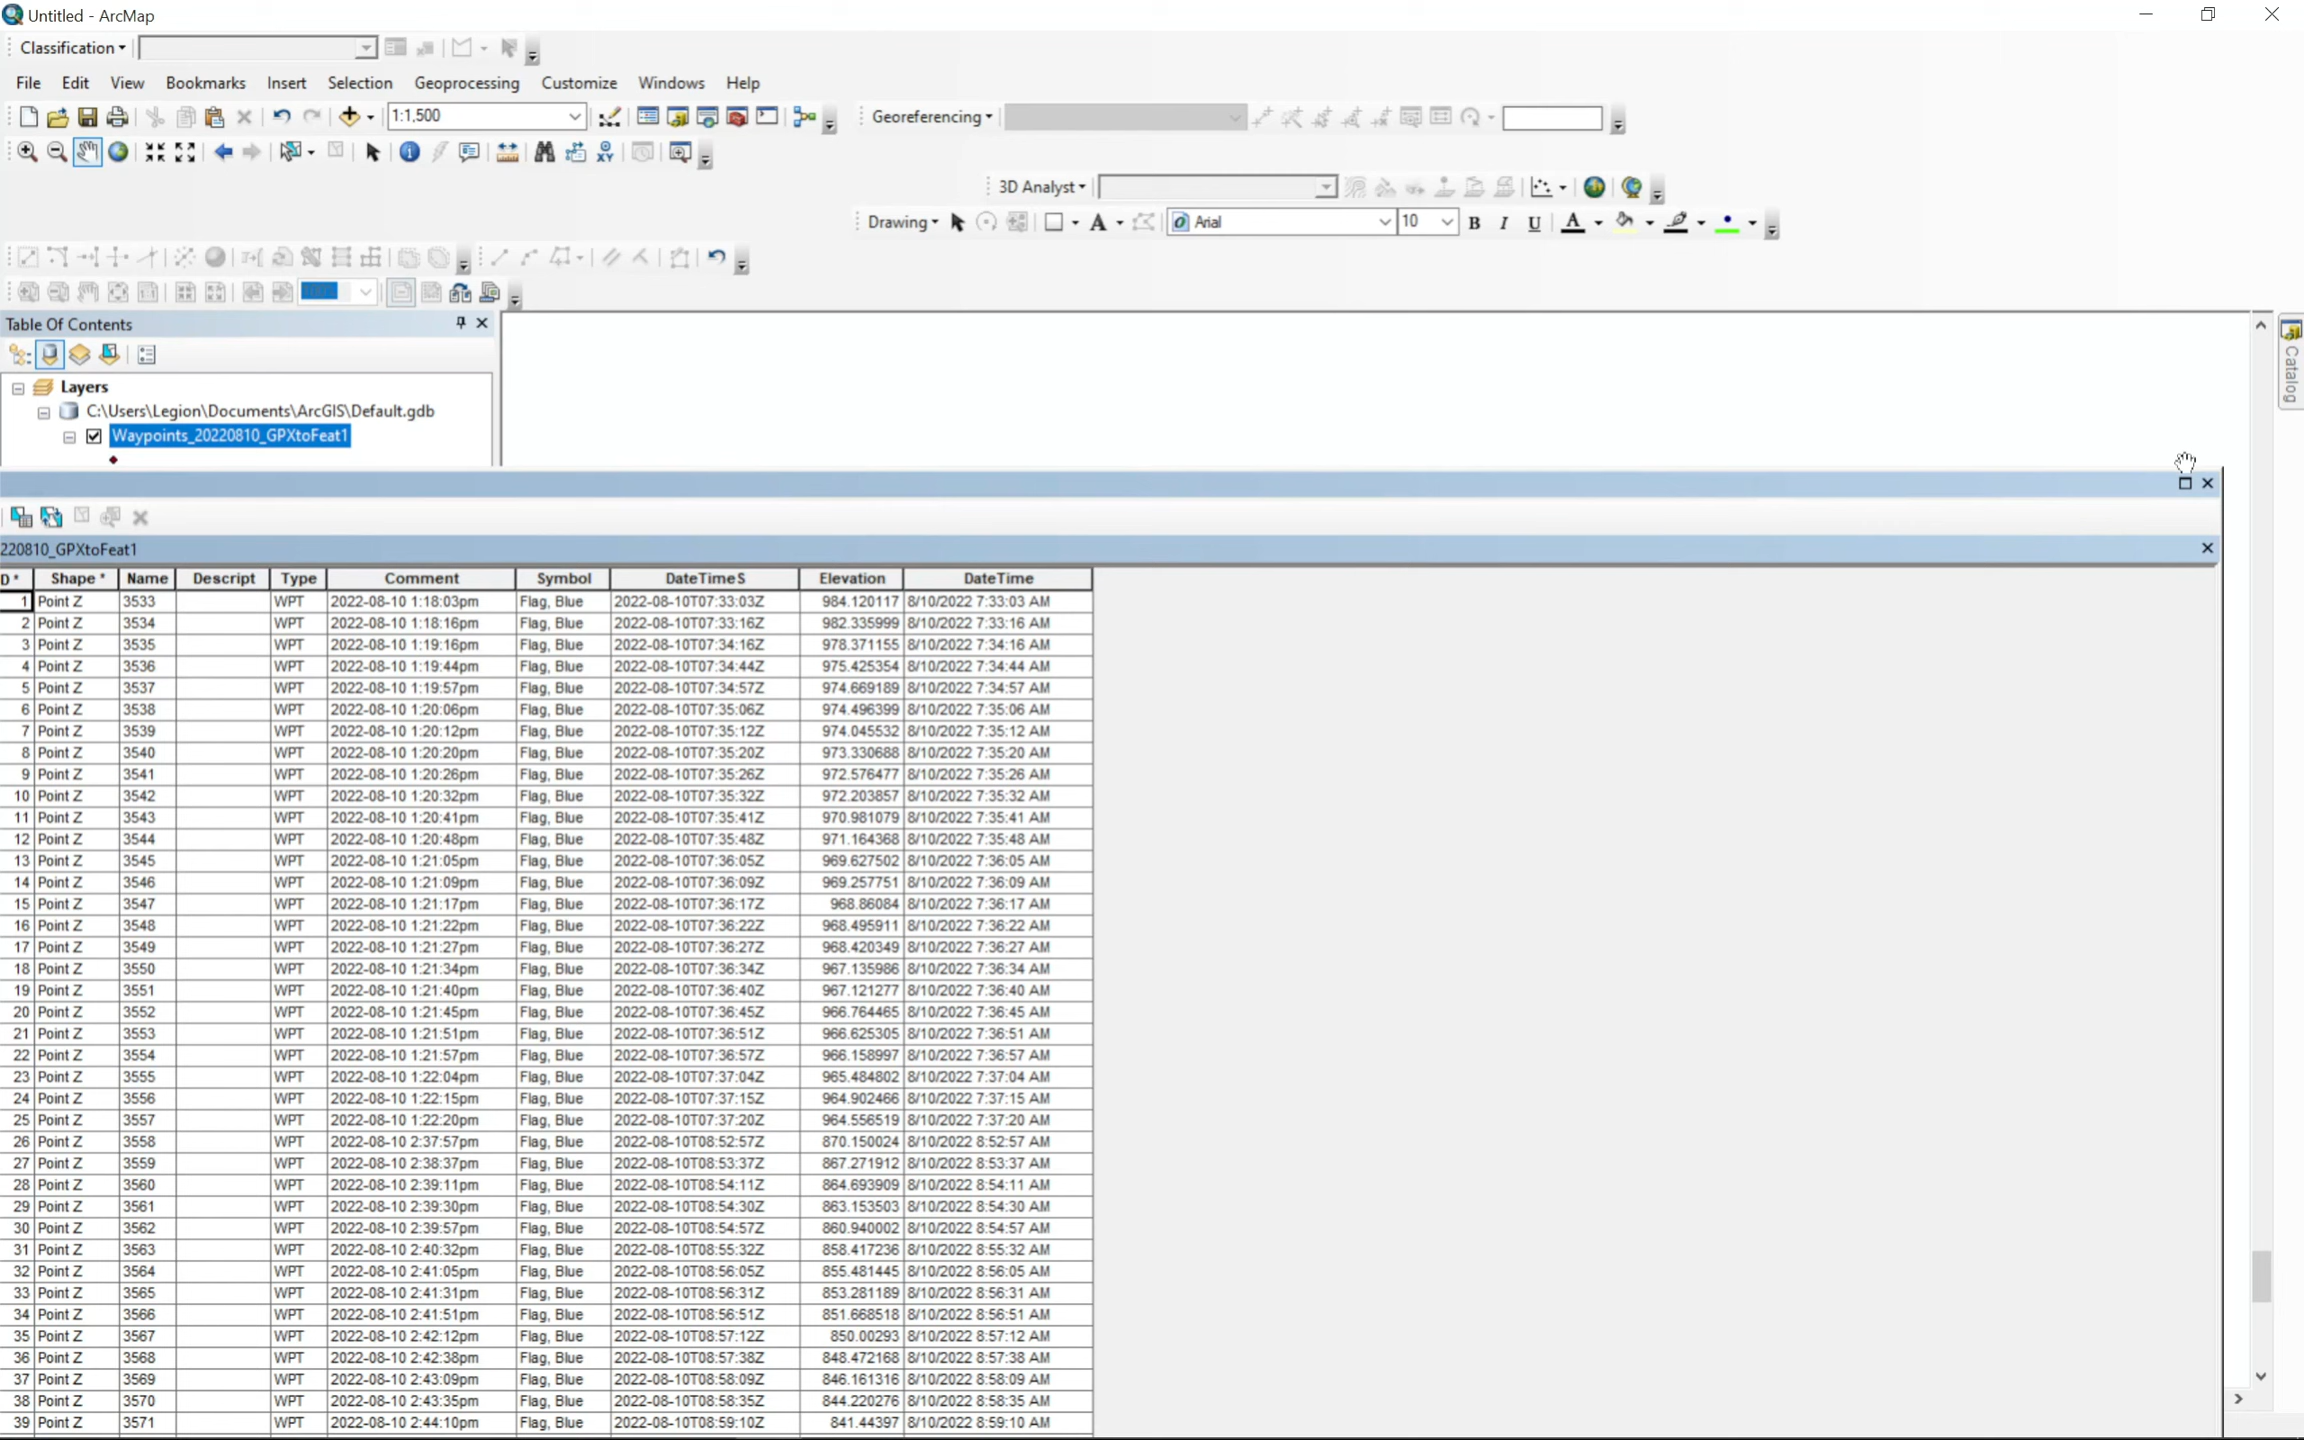 Untitled - ArcMap
Classification
File Edit View Bookmarks Insert Selection Geoprocessing Customize Windows Help
1:1,500 Georeferencing
3D Analyst
Drawing A Arial 10 B I U A
Table Of Contents
Layers
C:\Users\Legion\Documents\ArcGIS\Default.gdb
Waypoints_20220810_GPXtoFeat1
Catalog
220810_GPXtoFeat1
D * Shape * Name Descript Type Comment Symbol DateTimeS Elevation DateTime
1 Point Z 3533 WPT 2022-08-10 1:18:03pm Flag, Blue 2022-08-10T07:33:03Z 984.120117 8/10/2022 7:33:03 AM
2 Point Z 3534 WPT 2022-08-10 1:18:16pm Flag, Blue 2022-08-10T07:33:16Z 982.335999 8/10/2022 7:33:16 AM
3 Point Z 3535 WPT 2022-08-10 1:19:16pm Flag, Blue 2022-08-10T07:34:16Z 978.371155 8/10/2022 7:34:16 AM
4 Point Z 3536 WPT 2022-08-10 1:19:44pm Flag, Blue 2022-08-10T07:34:44Z 975.425354 8/10/2022 7:34:44 AM
5 Point Z 3537 WPT 2022-08-10 1:19:57pm Flag, Blue 2022-08-10T07:34:57Z 974.669189 8/10/2022 7:34:57 AM
6 Point Z 3538 WPT 2022-08-10 1:20:06pm Flag, Blue 2022-08-10T07:35:06Z 974.496399 8/10/2022 7:35:06 AM
7 Point Z 3539 WPT 2022-08-10 1:20:12pm Flag, Blue 2022-08-10T07:35:12Z 974.045532 8/10/2022 7:35:12 AM
8 Point Z 3540 WPT 2022-08-10 1:20:20pm Flag, Blue 2022-08-10T07:35:20Z 973.330688 8/10/2022 7:35:20 AM
9 Point Z 3541 WPT 2022-08-10 1:20:26pm Flag, Blue 2022-08-10T07:35:26Z 972.576477 8/10/2022 7:35:26 AM
10 Point Z 3542 WPT 2022-08-10 1:20:32pm Flag, Blue 2022-08-10T07:35:32Z 972.203857 8/10/2022 7:35:32 AM
11 Point Z 3543 WPT 2022-08-10 1:20:41pm Flag, Blue 2022-08-10T07:35:41Z 970.981079 8/10/2022 7:35:41 AM
12 Point Z 3544 WPT 2022-08-10 1:20:48pm Flag, Blue 2022-08-10T07:35:48Z 971.164368 8/10/2022 7:35:48 AM
13 Point Z 3545 WPT 2022-08-10 1:21:05pm Flag, Blue 2022-08-10T07:36:05Z 969.627502 8/10/2022 7:36:05 AM
14 Point Z 3546 WPT 2022-08-10 1:21:09pm Flag, Blue 2022-08-10T07:36:09Z 969.257751 8/10/2022 7:36:09 AM
15 Point Z 3547 WPT 2022-08-10 1:21:17pm Flag, Blue 2022-08-10T07:36:17Z 968.86084 8/10/2022 7:36:17 AM
16 Point Z 3548 WPT 2022-08-10 1:21:22pm Flag, Blue 2022-08-10T07:36:22Z 968.495911 8/10/2022 7:36:22 AM
17 Point Z 3549 WPT 2022-08-10 1:21:27pm Flag, Blue 2022-08-10T07:36:27Z 968.420349 8/10/2022 7:36:27 AM
18 Point Z 3550 WPT 2022-08-10 1:21:34pm Flag, Blue 2022-08-10T07:36:34Z 967.135986 8/10/2022 7:36:34 AM
19 Point Z 3551 WPT 2022-08-10 1:21:40pm Flag, Blue 2022-08-10T07:36:40Z 967.121277 8/10/2022 7:36:40 AM
20 Point Z 3552 WPT 2022-08-10 1:21:45pm Flag, Blue 2022-08-10T07:36:45Z 966.764465 8/10/2022 7:36:45 AM
21 Point Z 3553 WPT 2022-08-10 1:21:51pm Flag, Blue 2022-08-10T07:36:51Z 966.625305 8/10/2022 7:36:51 AM
22 Point Z 3554 WPT 2022-08-10 1:21:57pm Flag, Blue 2022-08-10T07:36:57Z 966.158997 8/10/2022 7:36:57 AM
23 Point Z 3555 WPT 2022-08-10 1:22:04pm Flag, Blue 2022-08-10T07:37:04Z 965.484802 8/10/2022 7:37:04 AM
24 Point Z 3556 WPT 2022-08-10 1:22:15pm Flag, Blue 2022-08-10T07:37:15Z 964.902466 8/10/2022 7:37:15 AM
25 Point Z 3557 WPT 2022-08-10 1:22:20pm Flag, Blue 2022-08-10T07:37:20Z 964.556519 8/10/2022 7:37:20 AM
26 Point Z 3558 WPT 2022-08-10 2:37:57pm Flag, Blue 2022-08-10T08:52:57Z 870.150024 8/10/2022 8:52:57 AM
27 Point Z 3559 WPT 2022-08-10 2:38:37pm Flag, Blue 2022-08-10T08:53:37Z 867.271912 8/10/2022 8:53:37 AM
28 Point Z 3560 WPT 2022-08-10 2:39:11pm Flag, Blue 2022-08-10T08:54:11Z 864.693909 8/10/2022 8:54:11 AM
29 Point Z 3561 WPT 2022-08-10 2:39:30pm Flag, Blue 2022-08-10T08:54:30Z 863.153503 8/10/2022 8:54:30 AM
30 Point Z 3562 WPT 2022-08-10 2:39:57pm Flag, Blue 2022-08-10T08:54:57Z 860.940002 8/10/2022 8:54:57 AM
31 Point Z 3563 WPT 2022-08-10 2:40:32pm Flag, Blue 2022-08-10T08:55:32Z 858.417236 8/10/2022 8:55:32 AM
32 Point Z 3564 WPT 2022-08-10 2:41:05pm Flag, Blue 2022-08-10T08:56:05Z 855.481445 8/10/2022 8:56:05 AM
33 Point Z 3565 WPT 2022-08-10 2:41:31pm Flag, Blue 2022-08-10T08:56:31Z 853.281189 8/10/2022 8:56:31 AM
34 Point Z 3566 WPT 2022-08-10 2:41:51pm Flag, Blue 2022-08-10T08:56:51Z 851.668518 8/10/2022 8:56:51 AM
35 Point Z 3567 WPT 2022-08-10 2:42:12pm Flag, Blue 2022-08-10T08:57:12Z 850.00293 8/10/2022 8:57:12 AM
36 Point Z 3568 WPT 2022-08-10 2:42:38pm Flag, Blue 2022-08-10T08:57:38Z 848.472168 8/10/2022 8:57:38 AM
37 Point Z 3569 WPT 2022-08-10 2:43:09pm Flag, Blue 2022-08-10T08:58:09Z 846.161316 8/10/2022 8:58:09 AM
38 Point Z 3570 WPT 2022-08-10 2:43:35pm Flag, Blue 2022-08-10T08:58:35Z 844.220276 8/10/2022 8:58:35 AM
39 Point Z 3571 WPT 2022-08-10 2:44:10pm Flag, Blue 2022-08-10T08:59:10Z 841.44397 8/10/2022 8:59:10 AM